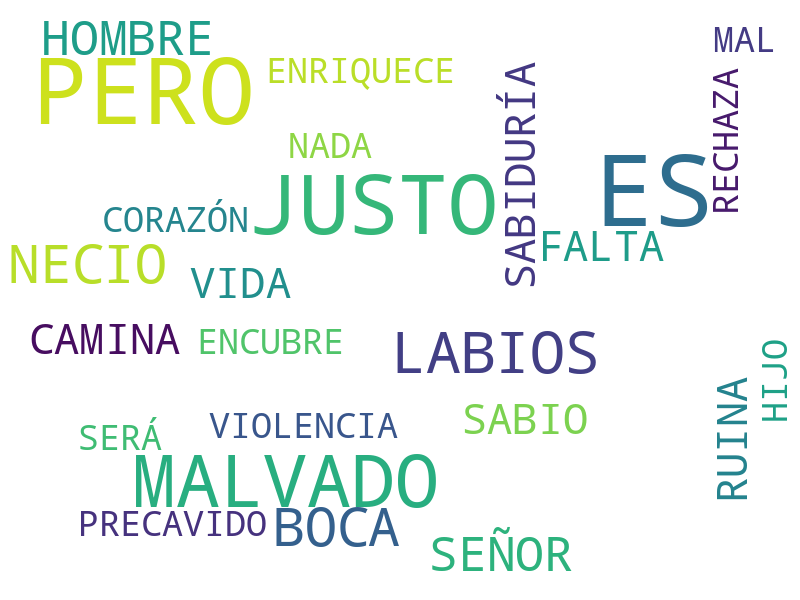 HOMBRE
MAL
PERO
ENRIQUECE
SABIDURÍA
RECHAZA
NADA
JUSTO
ES
CORAZÓN
NECIO
VIDA
FALTA
CAMINA
ENCUBRE
LABIOS
HIJO
RUINA
SERÁ
VIOLENCIA
SABIO
MALVADO
PRECAVIDO
BOCA
SEÑOR